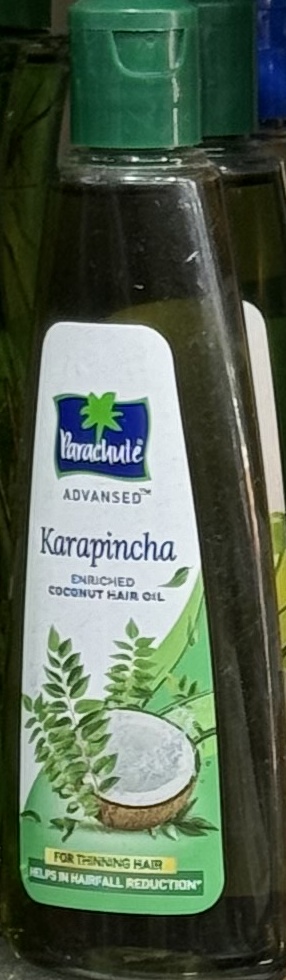 Parachute®
ADVANSED™
Karapincha
ENRICHED
COCONUT HAIR OIL
FOR THINNING HAIR
HELPS IN HAIRFALL REDUCTION*